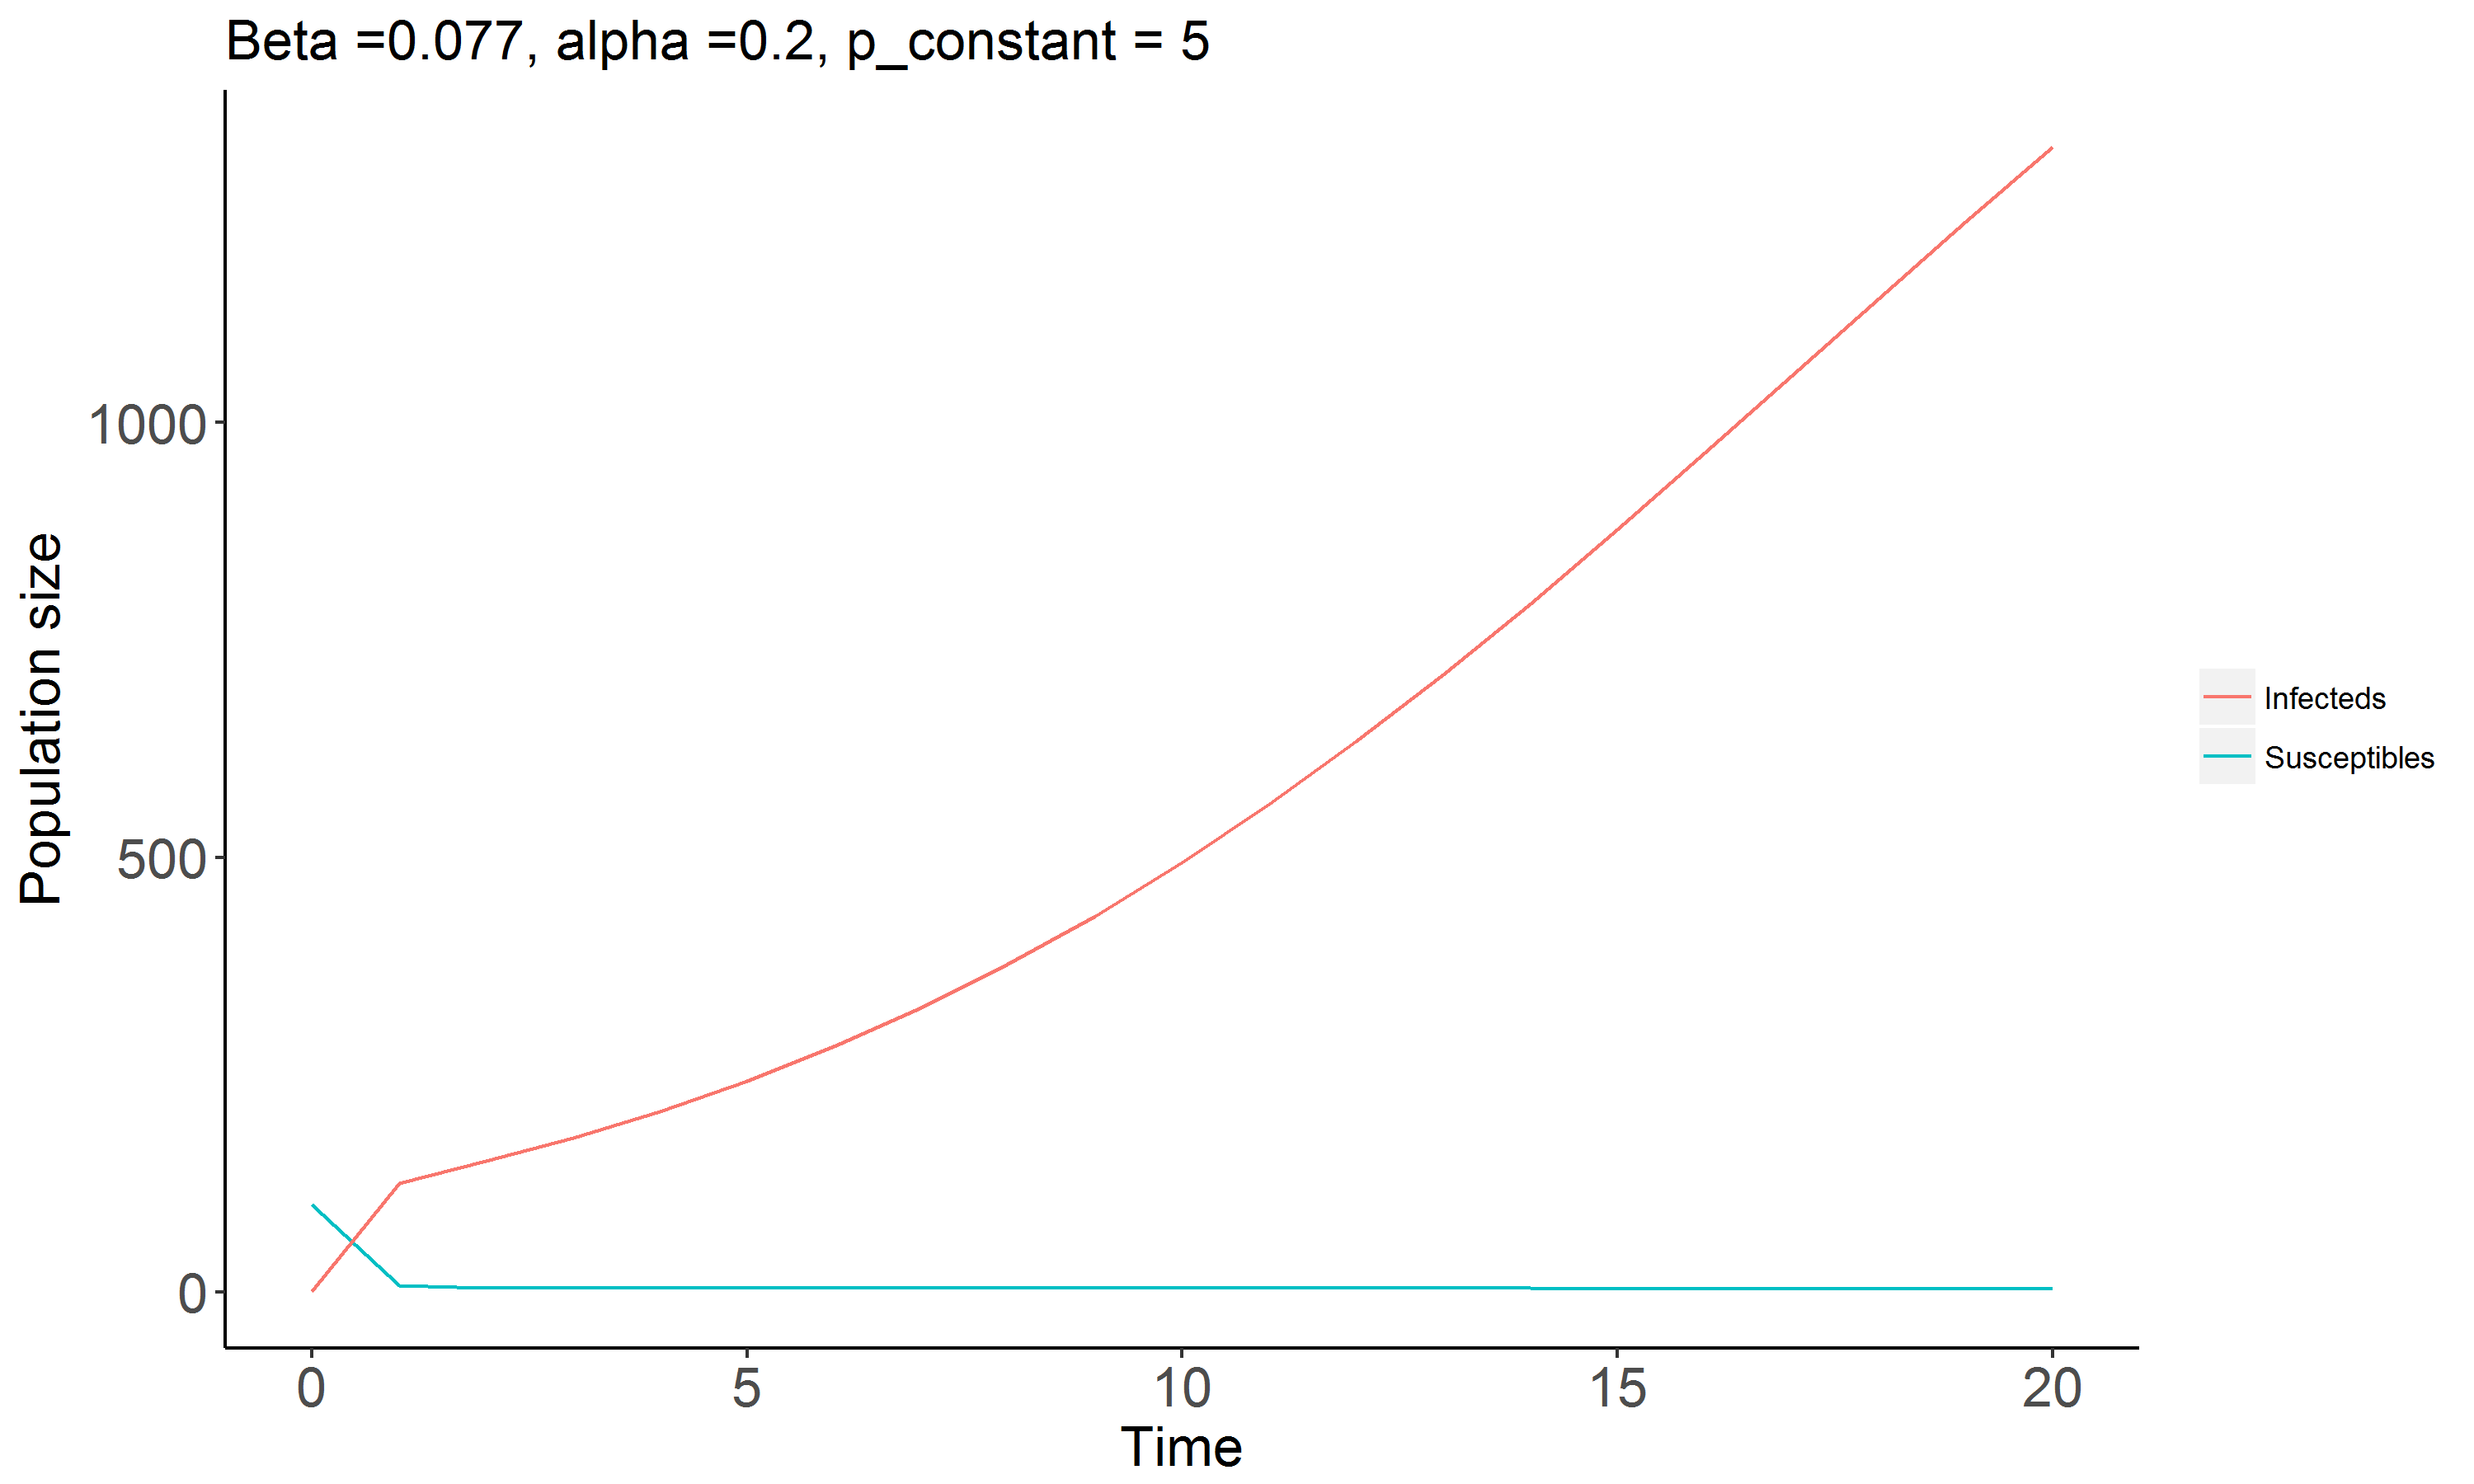 Beta =0.077, alpha =0.2, p_constant = 5
Population size
1000
500
0
0 5 10 15 20
Time
Infecteds
Susceptibles